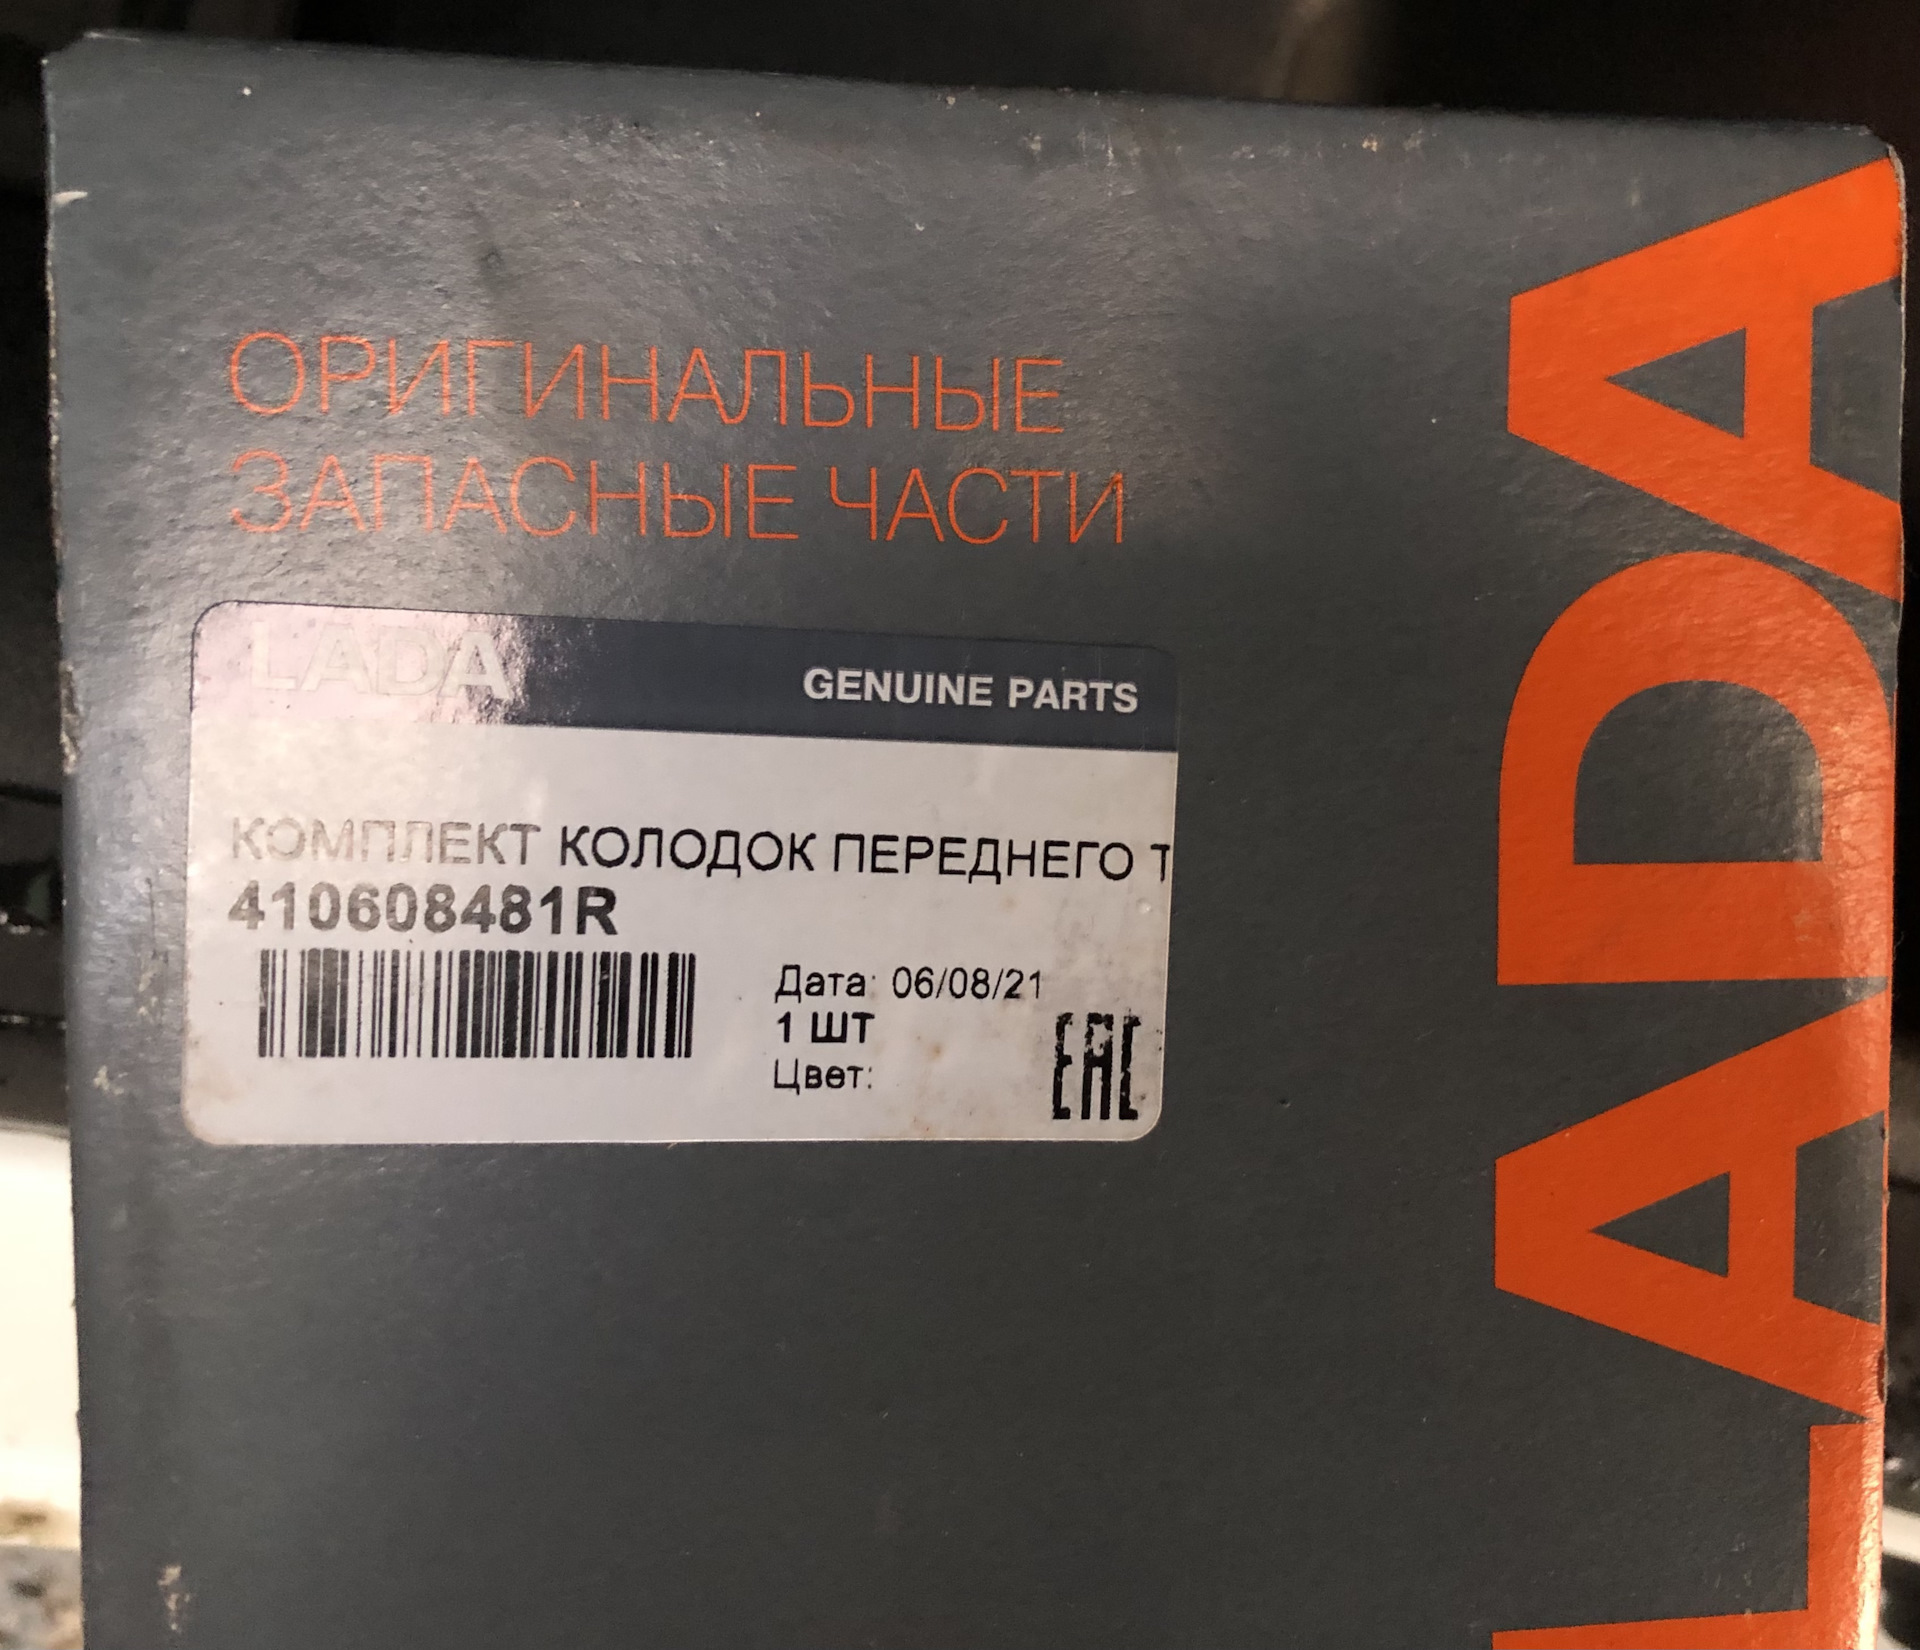 ОРИГИНАЛЬНЫЕ
ЗАПАСНЫЕ ЧАСТИ
LADA
GENUINE PARTS
КОМПЛЕКТ КОЛОДОК ПЕРЕДНЕГО Т
410608481R
Дата: 06/08/21
1 ШТ
Цвет:
EAC
LADA